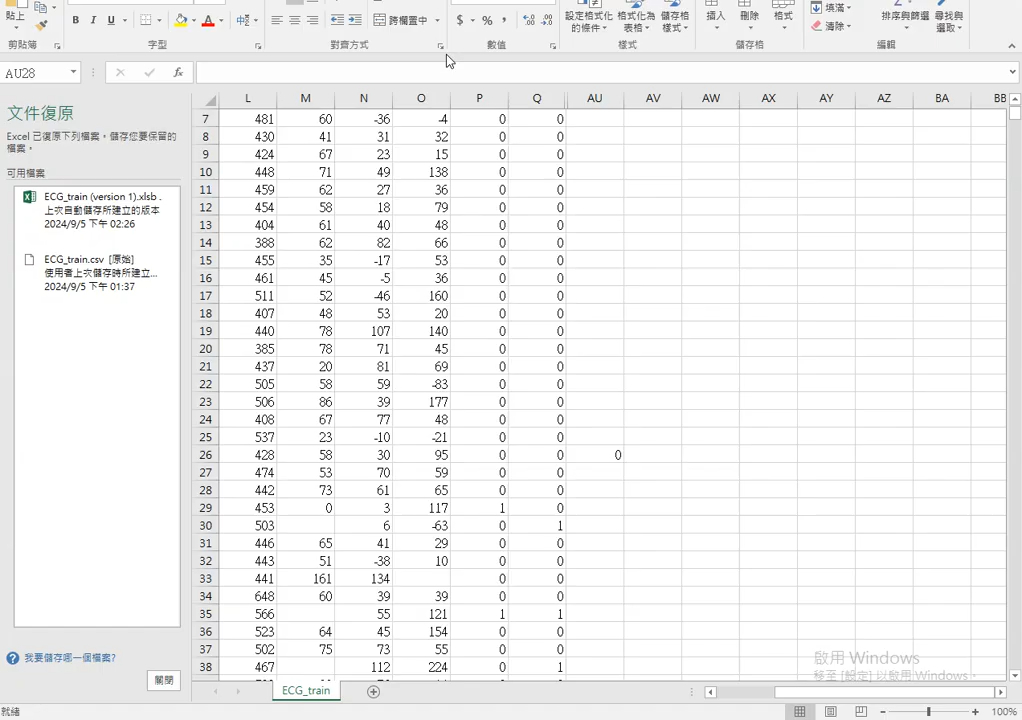 貼上 B I U A 中 跨欄置中 $ % , 設定格式化 格式化為 儲存格 插入 刪除 格式 填滿 排序與篩選 尋找與
的條件 表格 樣式 清除 選取
剪貼簿 字型 對齊方式 數值 樣式 儲存格 編輯
AU28 fx
文件復原
Excel 已復原下列檔案。儲存您要保留的
檔案。
可用檔案
ECG_train (version 1).xlsb .
上次自動儲存所建立的版本
2024/9/5 下午 02:26
ECG_train.csv [原始]
使用者上次儲存時所建立...
2024/9/5 下午 01:37
我要儲存哪一個檔案?
關閉
L M N O P Q AU AV AW AX AY AZ BA BB
7 481 60 -36 -4 0 0
8 430 41 31 32 0 0
9 424 67 23 15 0 0
10 448 71 49 138 0 0
11 459 62 27 36 0 0
12 454 58 18 79 0 0
13 404 61 40 48 0 0
14 388 62 82 66 0 0
15 455 35 -17 53 0 0
16 461 45 -5 36 0 0
17 511 52 -46 160 0 0
18 407 48 53 20 0 0
19 440 78 107 140 0 0
20 385 78 71 45 0 0
21 437 20 81 69 0 0
22 505 58 59 -83 0 0
23 506 86 39 177 0 0
24 408 67 77 48 0 0
25 537 23 -10 -21 0 0
26 428 58 30 95 0 0 0
27 474 53 70 59 0 0
28 442 73 61 65 0 0
29 453 0 3 117 1 0
30 503 6 -63 0 1
31 446 65 41 29 0 0
32 443 51 -38 10 0 0
33 441 161 134 0 0
34 648 60 39 39 0 0
35 566 55 121 1 1
36 523 64 45 154 0 0
37 502 75 73 55 0 0
38 467 112 224 0 1
啟用 Windows
移至 [設定] 以啟用 Windows。
ECG_train
就緒 100%